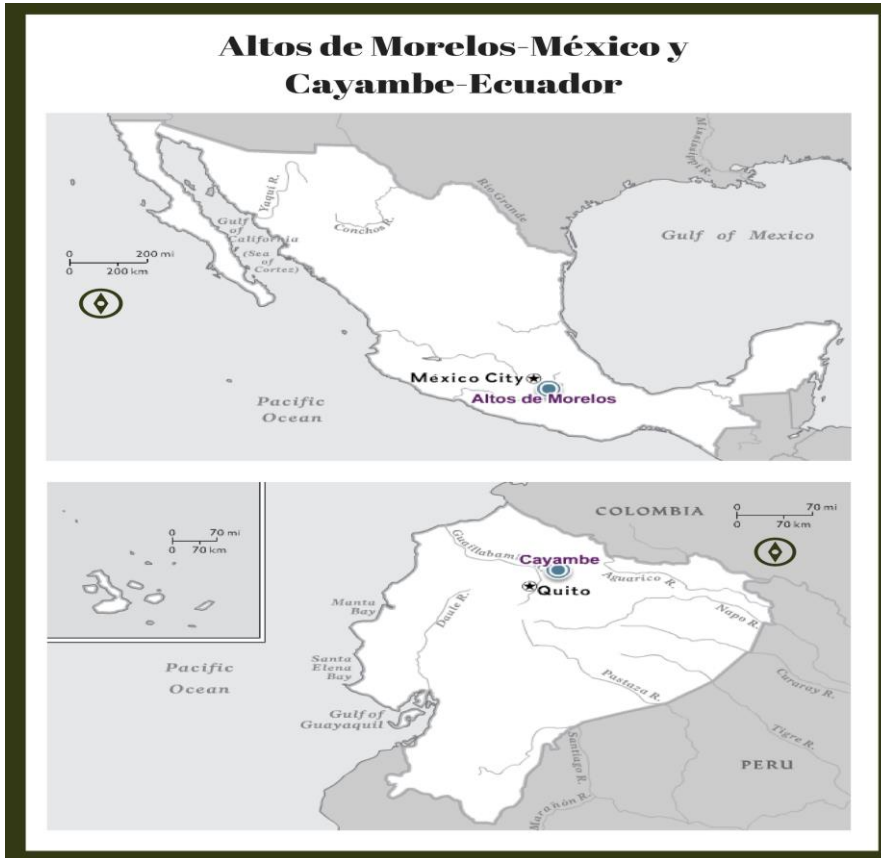 Altos de Morelos-México y
Cayambe-Ecuador
Mississippi R.
Rio Grande
Yaqui R.
Conchos R.
Gulf
of
California
(Sea
of
Cortez)
Gulf of Mexico
0 200 mi
0 200 km
México City
Altos de Morelos
Pacific
Ocean
COLOMBIA
0 70 mi
0 70 km
0 70 mi
0 70 km
Cayambe
Aguarico R.
Quito
Napo R.
Manta
Bay
Daule R.
Santa
Elena
Bay
Pacific
Ocean
Pastaza R.
Curaray R.
Gulf of
Guayaquil
Tigre R.
Santiago R.
PERU
Marañón R.